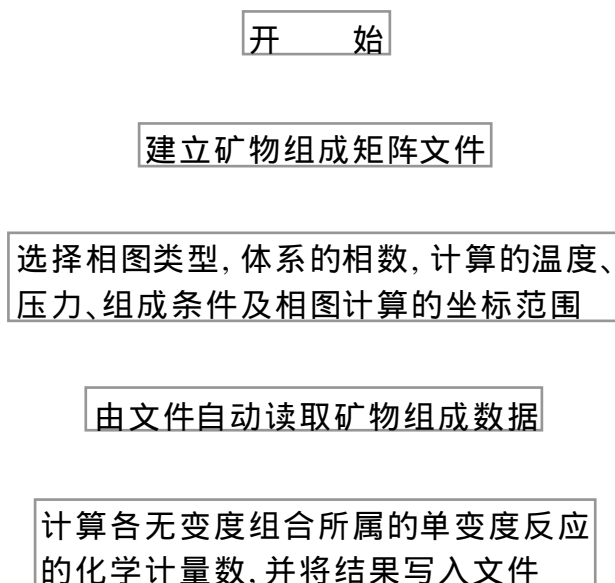 开 始
建立矿物组成矩阵文件
选择相图类型, 体系的相数, 计算的温度、
压力、组成条件及相图计算的坐标范围
由文件自动读取矿物组成数据
计算各无变度组合所属的单变度反应
的化学计量数, 并将结果写入文件